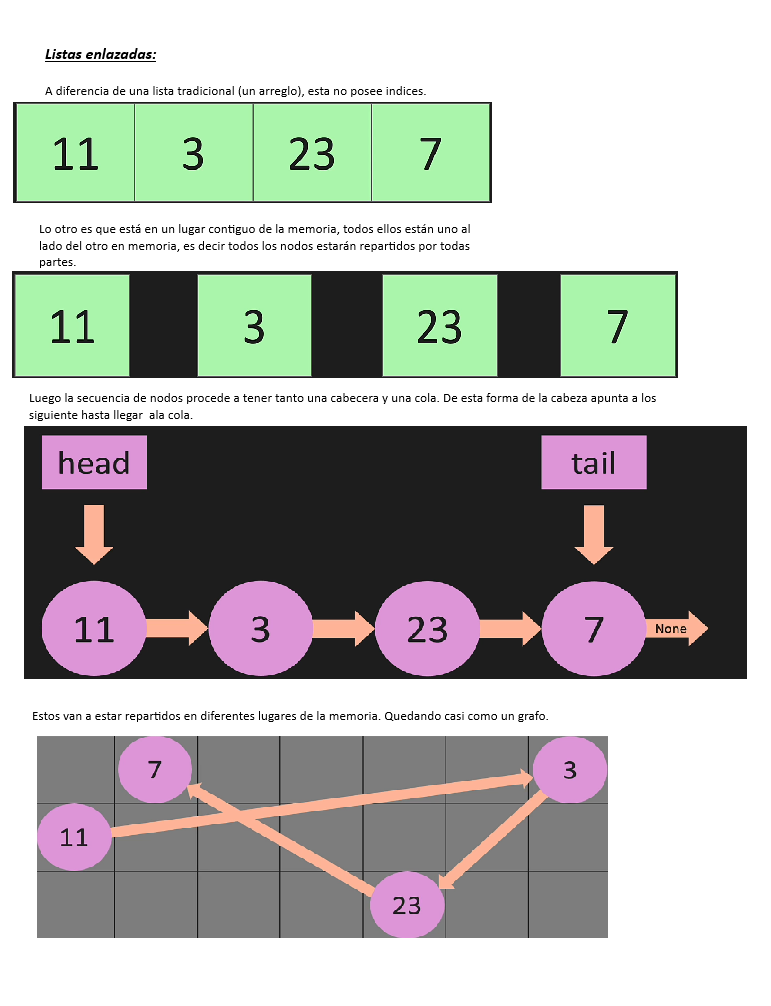 Listas enlazadas:
A diferencia de una lista tradicional (un arreglo), esta no posee indices.
11 3 23 7
Lo otro es que está en un lugar contiguo de la memoria, todos ellos están uno al
lado del otro en memoria, es decir todos los nodos estarán repartidos por todas
partes.
11 3 23 7
Luego la secuencia de nodos procede a tener tanto una cabecera y una cola. De esta forma de la cabeza apunta a los
siguiente hasta llegar ala cola.
head tail
11 3 23 7 None
Estos van a estar repartidos en diferentes lugares de la memoria. Quedando casi como un grafo.
7 3
11
23